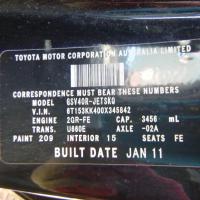 TOYOTA MOTOR CORPORATION AUSTRALIA LIMITED
CORRESPONDENCE MUST BEAR THESE NUMBERS
MODEL GSV40R-JETSKQ
V.I.N. 6T153KK400X345842
ENGINE 2GR-FE CAP. 3456 mL
TRANS. U660E AXLE -02A
PAINT 209 INTERIOR 15 SEATS FE
BUILT DATE JAN 11